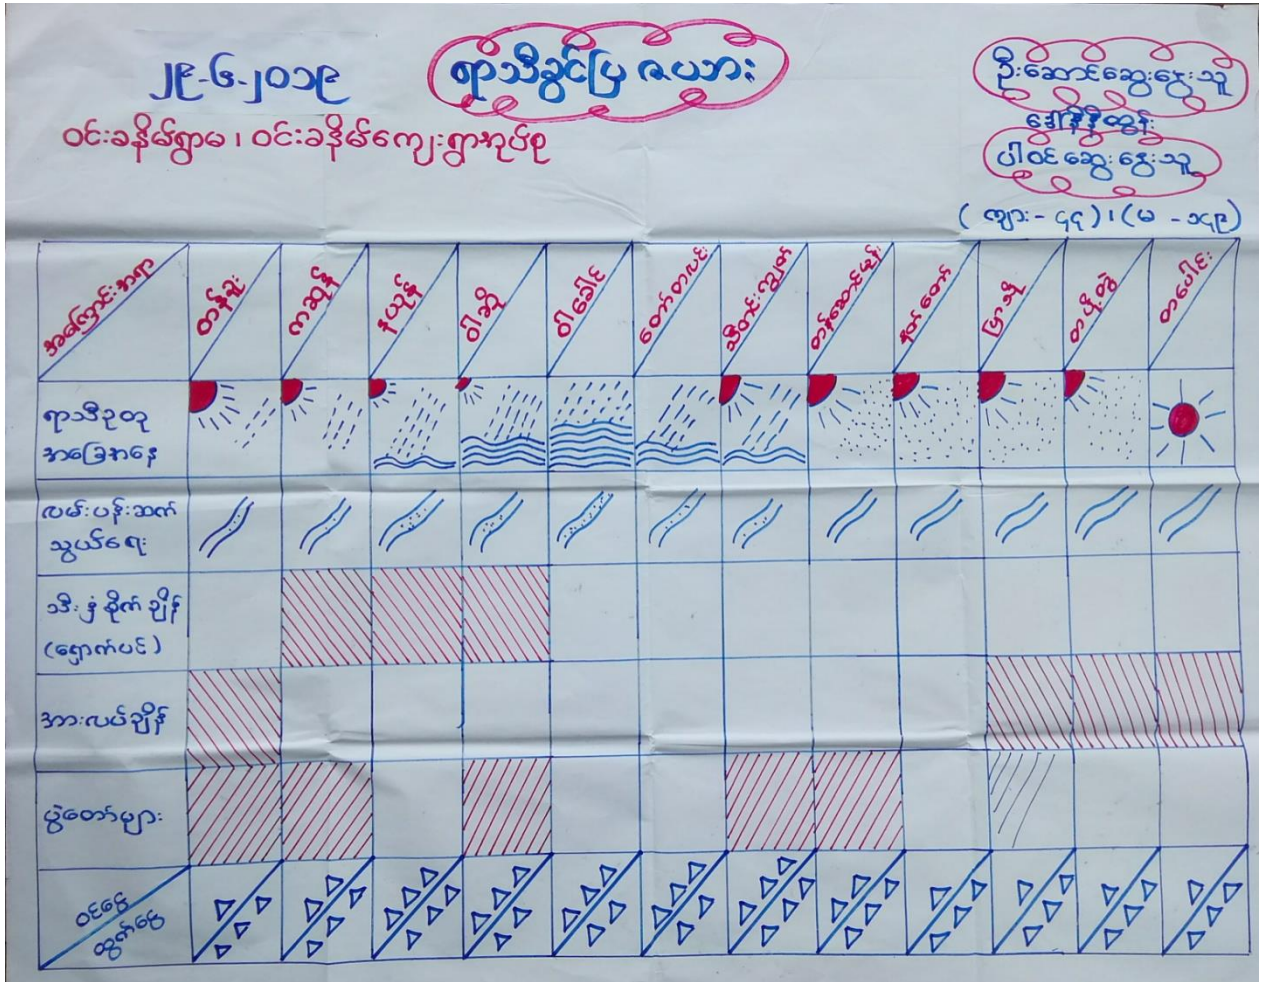 ၂၉-၆-၂၀၁၉
ရာသီခွင်ပြ ဇယား
ဝင်းခနိမ်ရွာမ ၊ ဝင်းခနိမ်ကျေးရွာအုပ်စု
ဦးဆောင်ဆွေးနွေးသူ
ဒေါ်နီနီထွန်း
ပါဝင်ဆွေးနွေးသူ
(ကျား - ၄၄) ၊ (မ - ၁၄၉)
အကြောင်းအရာ တန်ခူး ကဆုန် နယုန် ဝါဆို ဝါခေါင် တော်တလင်း သီတင်းကျွတ် တန်ဆောင်မုန်း နတ်တော် ပြာသို တပို့တွဲ တပေါင်း
ရာသီဥတု
အခြေအနေ
လမ်းပန်းဆက်
သွယ်ရေး
သီးနှံစိုက်ချိန်
(ရှောက်ပင်)
အားလပ်ချိန်
ပွဲတော်များ
ဝင်ငွေ
ထွက်ငွေ